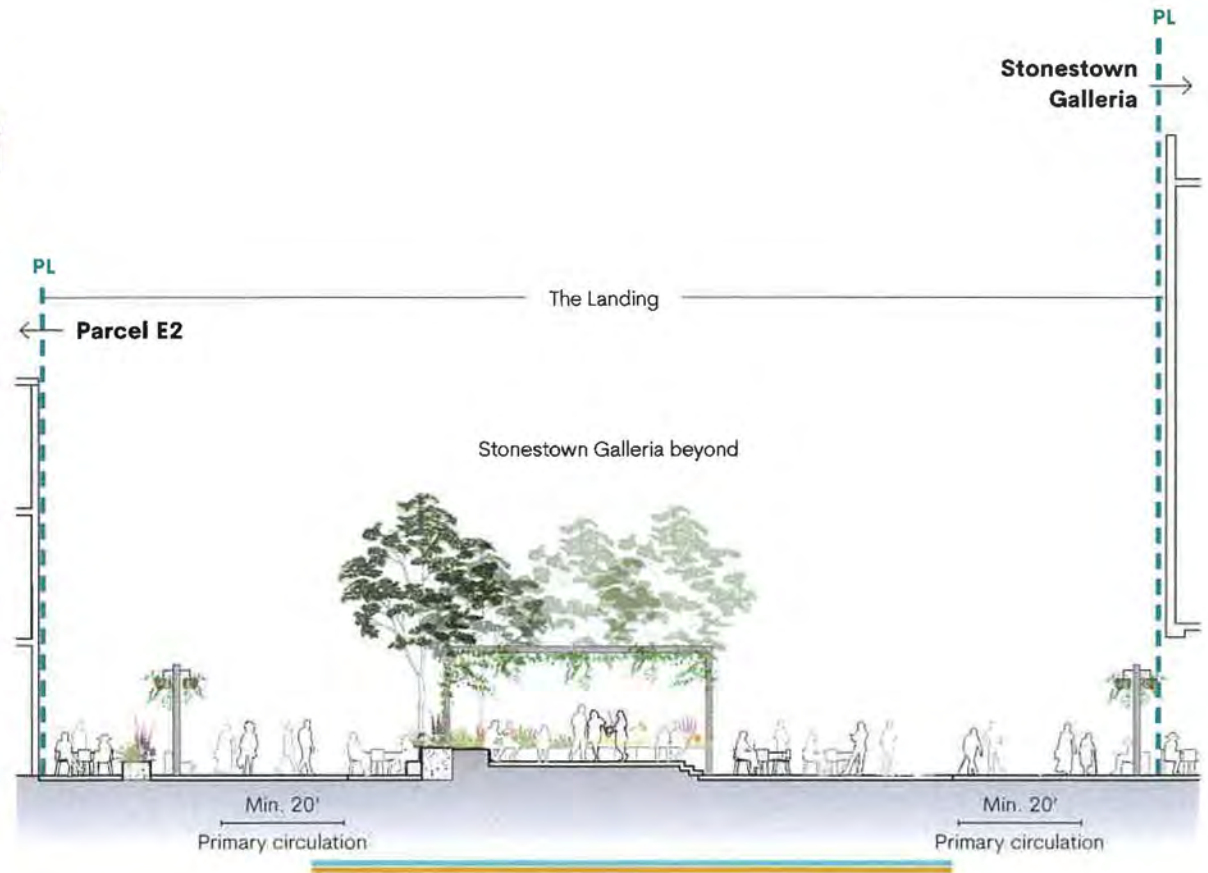 PL
Stonestown
Galleria
PL
The Landing
Parcel E2
Stonestown Galleria beyond
Min. 20'
Primary circulation
Min. 20'
Primary circulation